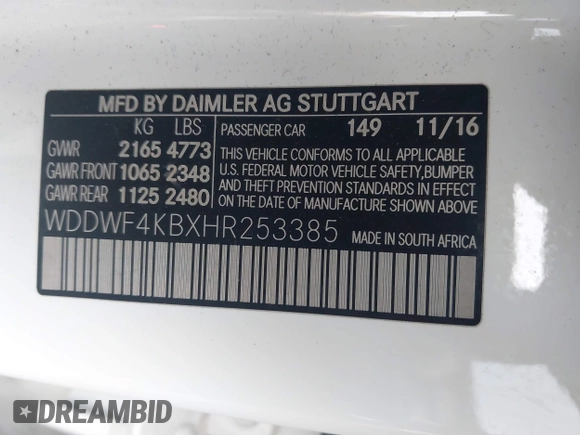 MFD BY DAIMLER AG STUTTGART
KG LBS
GVWR 2165 4773
GAWR FRONT 1065 2348
GAWR REAR 1125 2480
PASSENGER CAR 149 11/16
THIS VEHICLE CONFORMS TO ALL APPLICABLE
U.S. FEDERAL MOTOR VEHICLE SAFETY,BUMPER
AND THEFT PREVENTION STANDARDS IN EFFECT
ON THE DATE OF MANUFACTURE SHOWN ABOVE.
WDDWF4KBXHR253385 MADE IN SOUTH AFRICA
DREAMBID